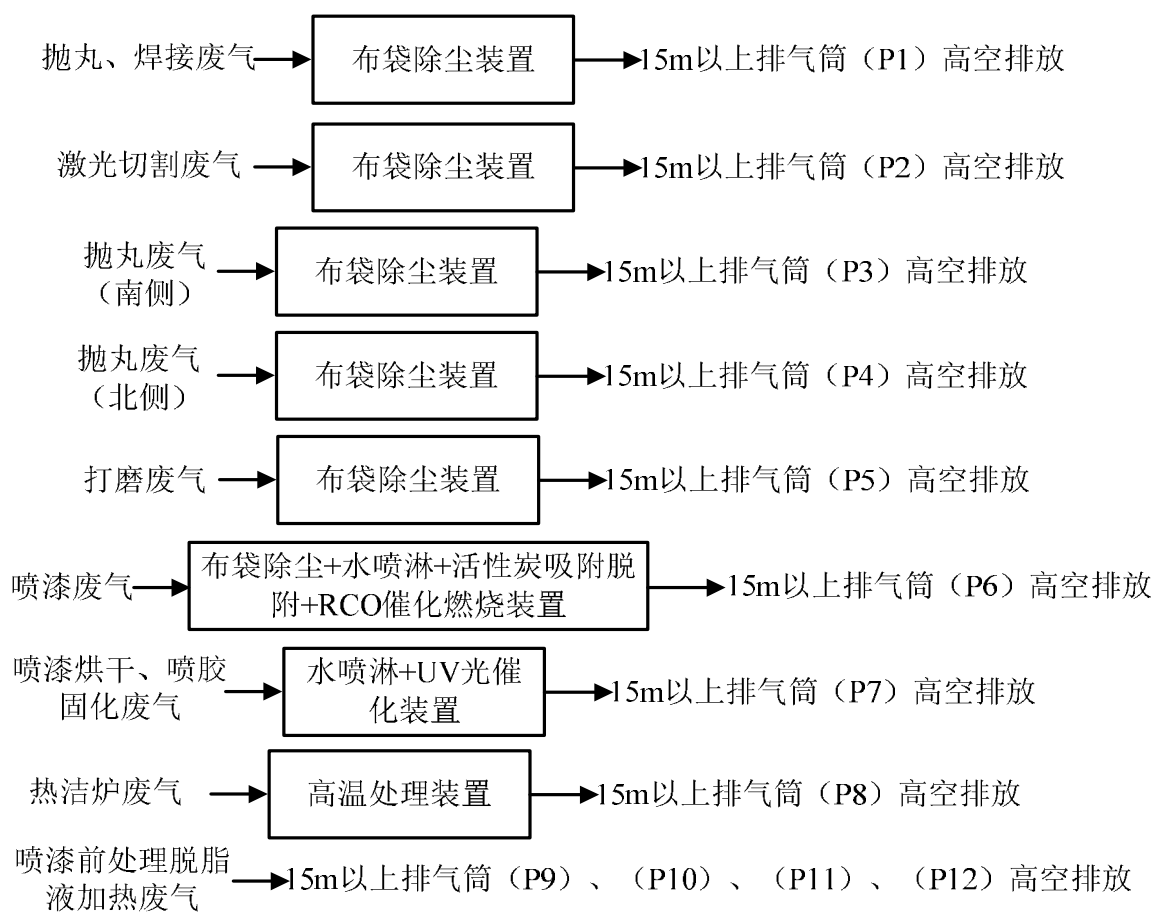 抛丸、焊接废气
布袋除尘装置
15m以上排气筒（P1）高空排放
激光切割废气
布袋除尘装置
15m以上排气筒（P2）高空排放
抛丸废气
（南侧）
布袋除尘装置
15m以上排气筒（P3）高空排放
抛丸废气
（北侧）
布袋除尘装置
15m以上排气筒（P4）高空排放
打磨废气
布袋除尘装置
15m以上排气筒（P5）高空排放
喷漆废气
布袋除尘+水喷淋+活性炭吸附脱
附+RCO催化燃烧装置
15m以上排气筒（P6）高空排放
喷漆烘干、喷胶
固化废气
水喷淋+UV光催
化装置
15m以上排气筒（P7）高空排放
热洁炉废气
高温处理装置
15m以上排气筒（P8）高空排放
喷漆前处理脱脂
液加热废气
15m以上排气筒（P9）、（P10）、（P11）、（P12）高空排放